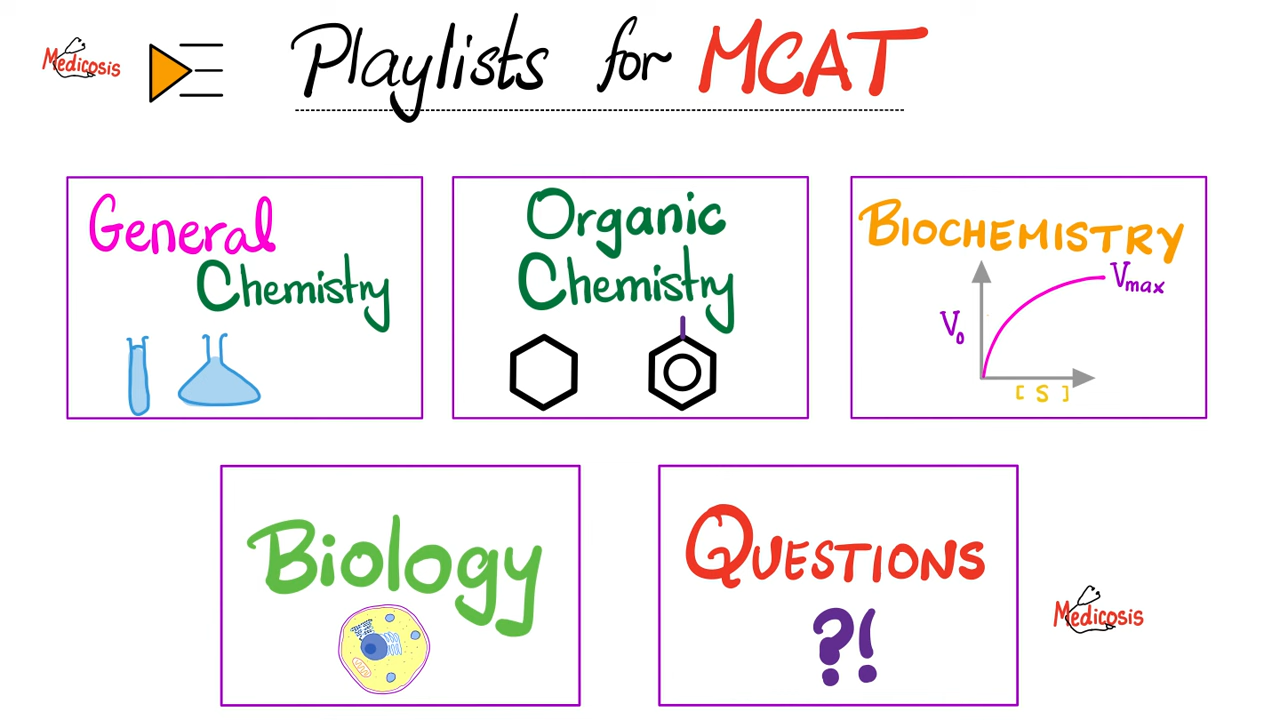 Medicosis
Playlists for MCAT
General
Chemistry
Organic
Chemistry
BIOCHEMISTRY
Vmax
V₀
[ S ]
Biology
QUESTIONS
?!
Medicosis